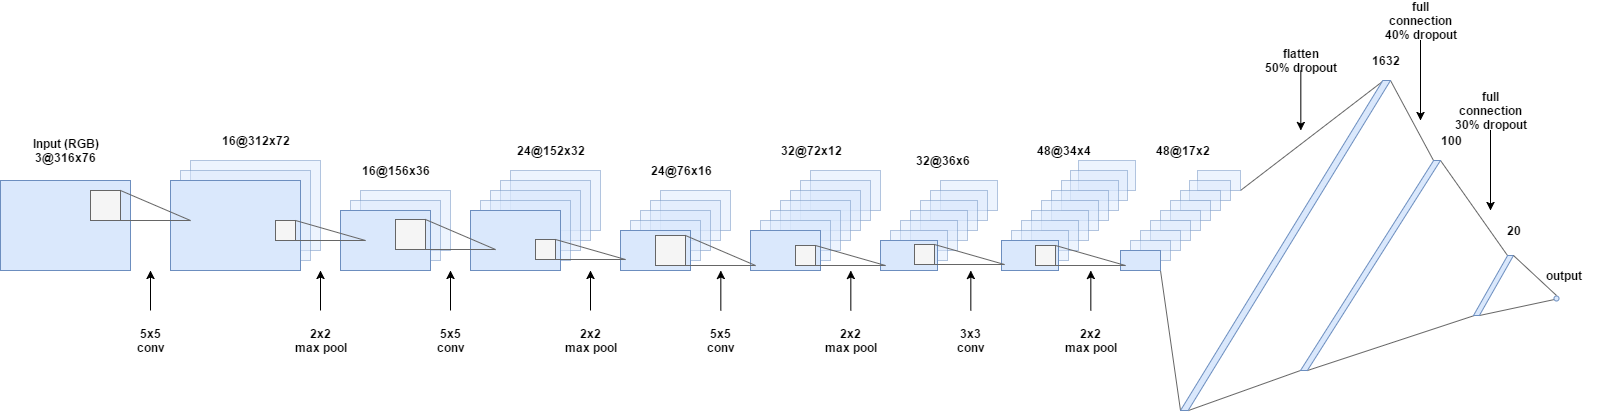 Input (RGB)
3@316x76
16@312x72
16@156x36
24@152x32
24@76x16
32@72x12
32@36x6
48@34x4
48@17x2
flatten
50% dropout
1632
full
connection
40% dropout
100
full
connection
30% dropout
20
output
5x5
conv
2x2
max pool
5x5
conv
2x2
max pool
5x5
conv
2x2
max pool
3x3
conv
2x2
max pool